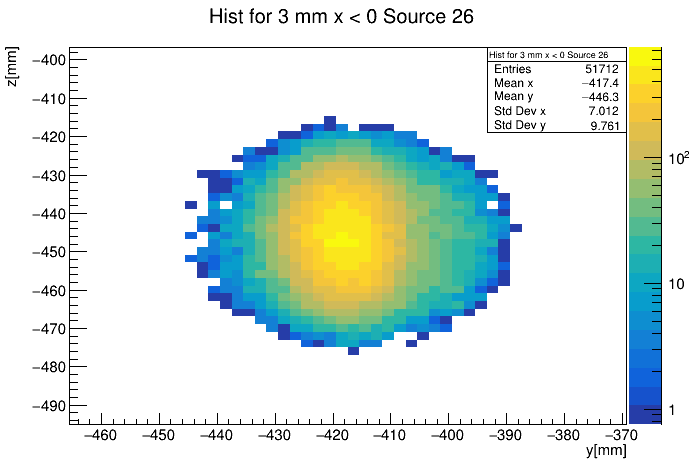 Hist for 3 mm x < 0 Source 26
z[mm]
Hist for 3 mm x < 0 Source 26
Entries 51712
Mean x −417.4
Mean y −446.3
Std Dev x 7.012
Std Dev y 9.761
−400
−410
−420
−430
−440
−450
−460
−470
−480
−490
10²
10
1
−460 −450 −440 −430 −420 −410 −400 −390 −380 −370
y[mm]